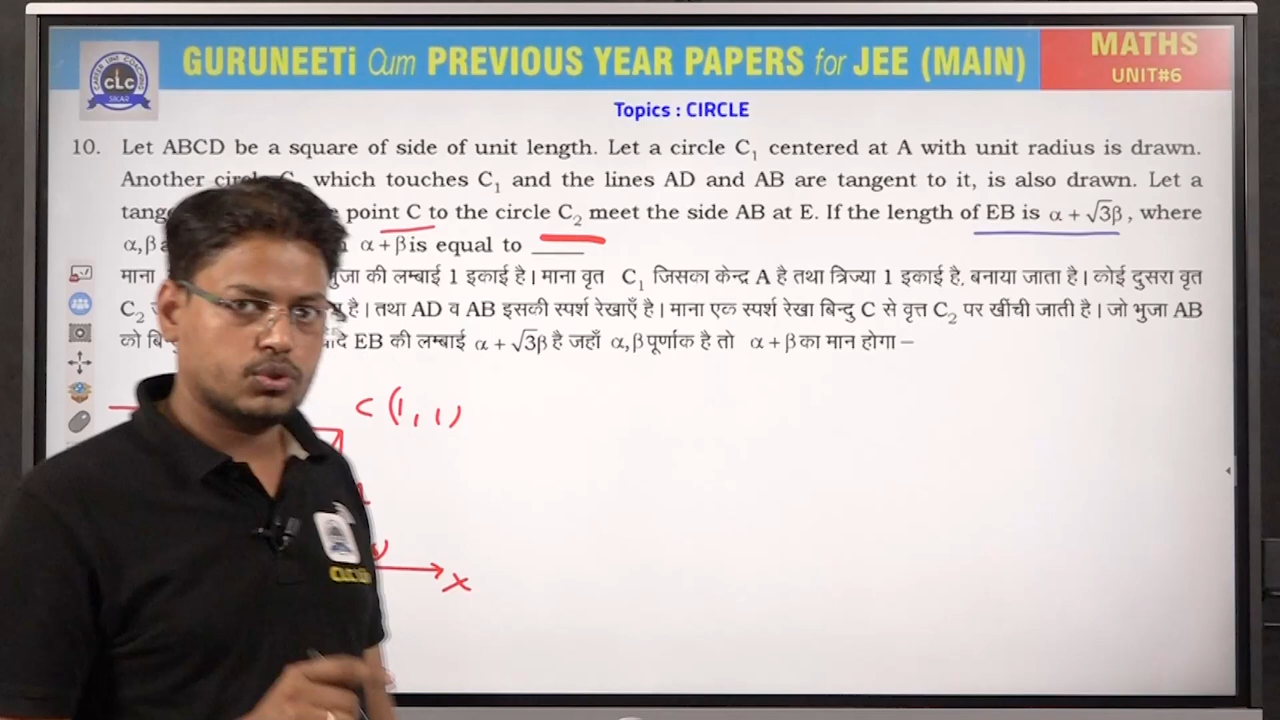 GURUNEETi Cum PREVIOUS YEAR PAPERS for JEE (MAIN)
MATHS
UNIT#6
CLC
SIKAR
Topics : CIRCLE
10. Let ABCD be a square of side of unit length. Let a circle C₁ centered at A with unit radius is drawn.
Another which touches C₁ and the lines AD and AB are tangent to it, is also drawn. Let a
point C to the circle C₂ meet the side AB at E. If the length of EB is α + √3β, where
α, β α + β is equal to ____
माना की लम्बाई 1 इकाई है। माना वृत C₁ जिसका केन्द्र A है तथा त्रिज्या 1 इकाई है, बनाया जाता है। कोई दुसरा वृत
C₂ है। तथा AD व AB इसकी स्पर्श रेखाएँ है। माना एक स्पर्श रेखा बिन्दु C से वृत्त C₂ पर खींची जाती है। जो भुजा AB
को EB की लम्बाई α + √3β है जहाँ α, β पूर्णाक है तो α + β का मान होगा –
C (1, 1)
x